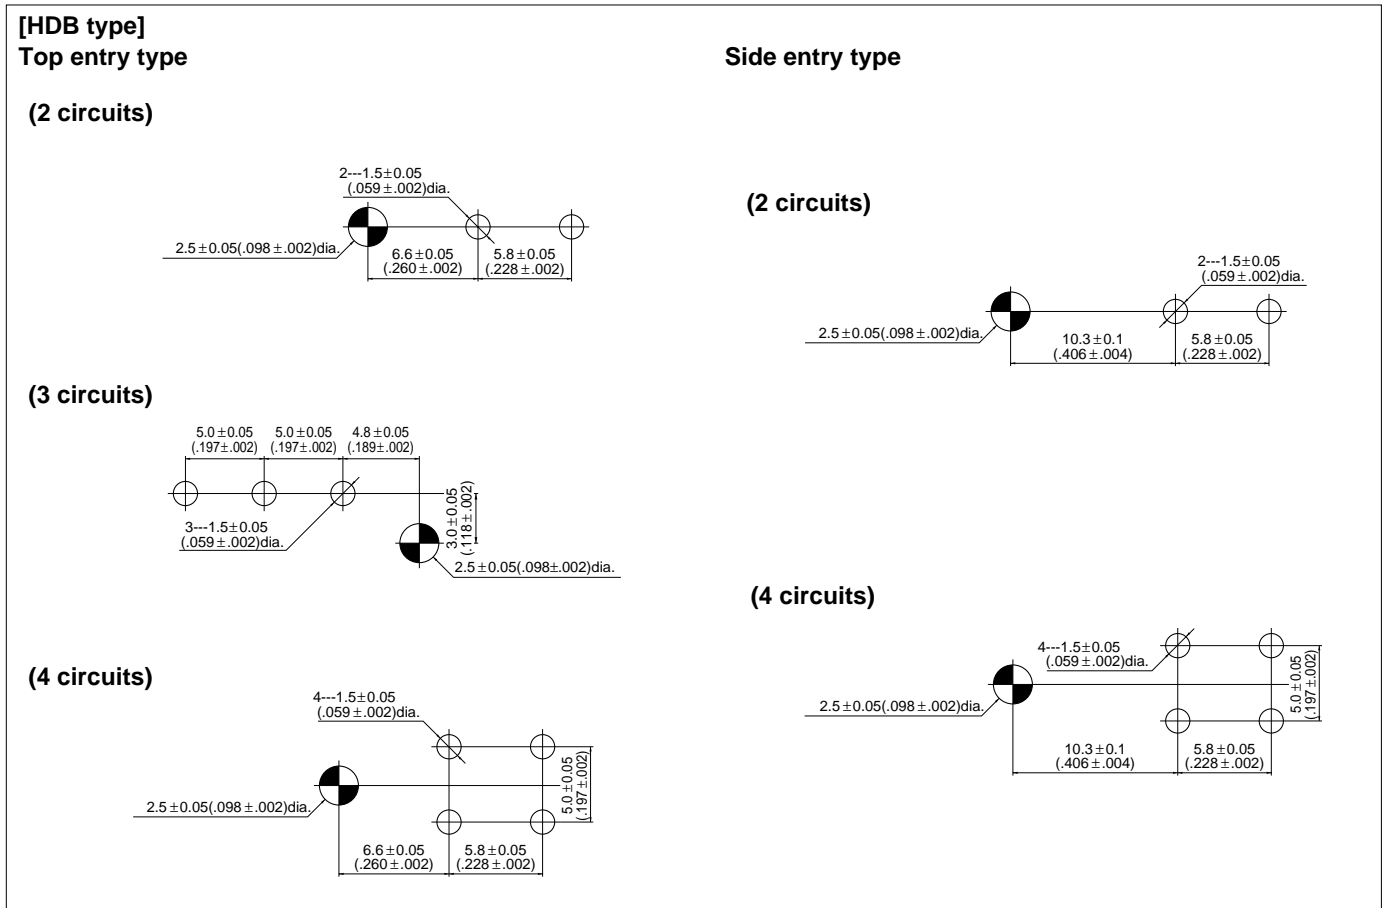 [HDB type]
Top entry type
(2 circuits)
2---1.5±0.05
(.059±.002)dia.
2.5±0.05(.098±.002)dia.
6.6±0.05
(.260±.002)
5.8±0.05
(.228±.002)
(3 circuits)
5.0±0.05
(.197±.002)
5.0±0.05
(.197±.002)
4.8±0.05
(.189±.002)
3.0±0.05
(.118±.002)
3---1.5±0.05
(.059±.002)dia.
2.5±0.05(.098±.002)dia.
(4 circuits)
4---1.5±0.05
(.059±.002)dia.
2.5±0.05(.098±.002)dia.
5.0±0.05
(.197±.002)
6.6±0.05
(.260±.002)
5.8±0.05
(.228±.002)
Side entry type
(2 circuits)
2---1.5±0.05
(.059±.002)dia.
2.5±0.05(.098±.002)dia.
10.3±0.1
(.406±.004)
5.8±0.05
(.228±.002)
(4 circuits)
4---1.5±0.05
(.059±.002)dia.
2.5±0.05(.098±.002)dia.
5.0±0.05
(.197±.002)
10.3±0.1
(.406±.004)
5.8±0.05
(.228±.002)